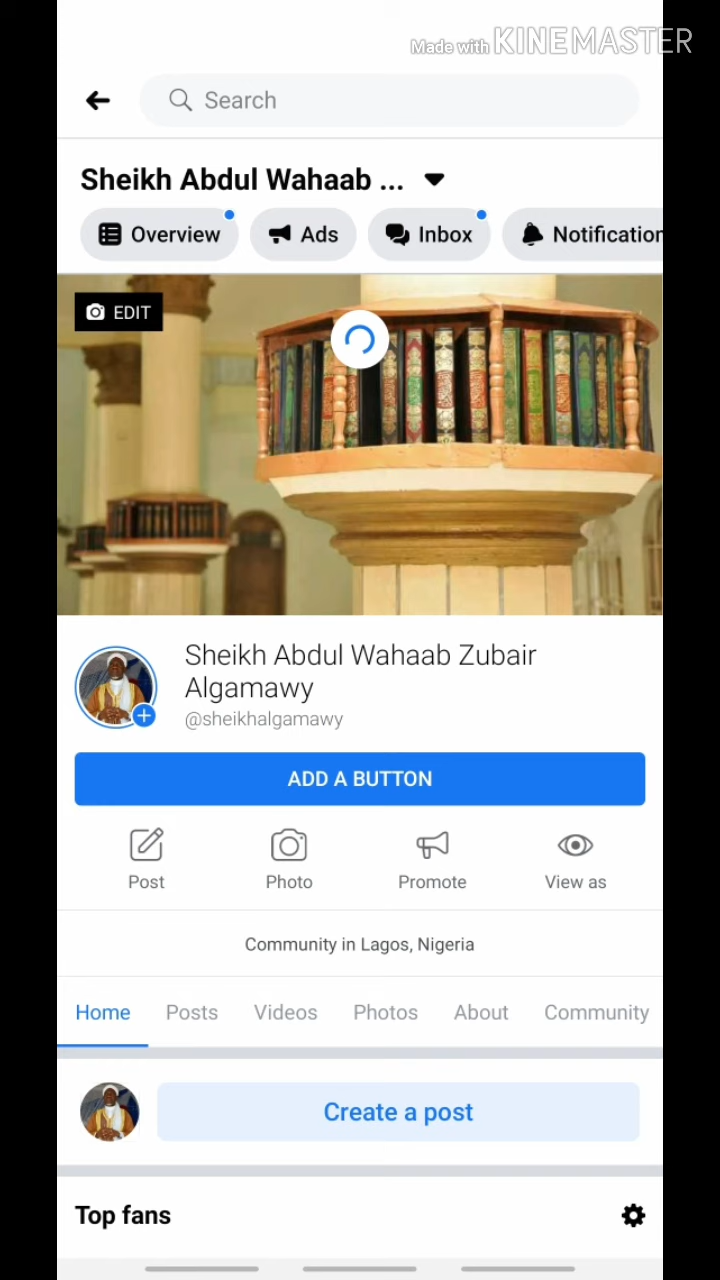 Made with KINEMASTER
Search
Sheikh Abdul Wahaab ...
Overview
Ads
Inbox
Notification
EDIT
Sheikh Abdul Wahaab Zubair
Algamawy
@sheikhalgamawy
ADD A BUTTON
Post
Photo
Promote
View as
Community in Lagos, Nigeria
Home
Posts
Videos
Photos
About
Community
Create a post
Top fans